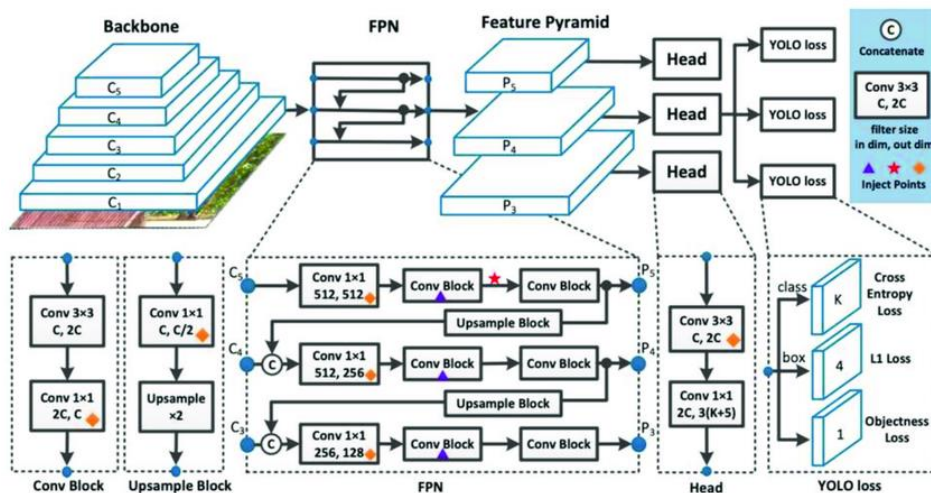 Backbone
FPN
Feature Pyramid
C₅
C₄
C₃
C₂
C₁
P₅
P₄
P₃
Head
Head
Head
YOLO loss
YOLO loss
YOLO loss
C
Concatenate
Conv 3×3
C, 2C
filter size
in dim, out dim
Inject Points
Conv 3×3
C, 2C
Conv 1×1
2C, C
Conv Block
Conv 1×1
C, C/2
Upsample
×2
Upsample Block
C₅
Conv 1×1
512, 512
Conv Block
Conv Block
P₅
Upsample Block
C₄
C
Conv 1×1
512, 256
Conv Block
Conv Block
P₄
Upsample Block
C₃
C
Conv 1×1
256, 128
Conv Block
Conv Block
P₃
FPN
Conv 3×3
C, 2C
Conv 1×1
2C, 3(K+5)
Head
class
K
Cross
Entropy
Loss
box
4
L1 Loss
1
Objectness
Loss
YOLO loss